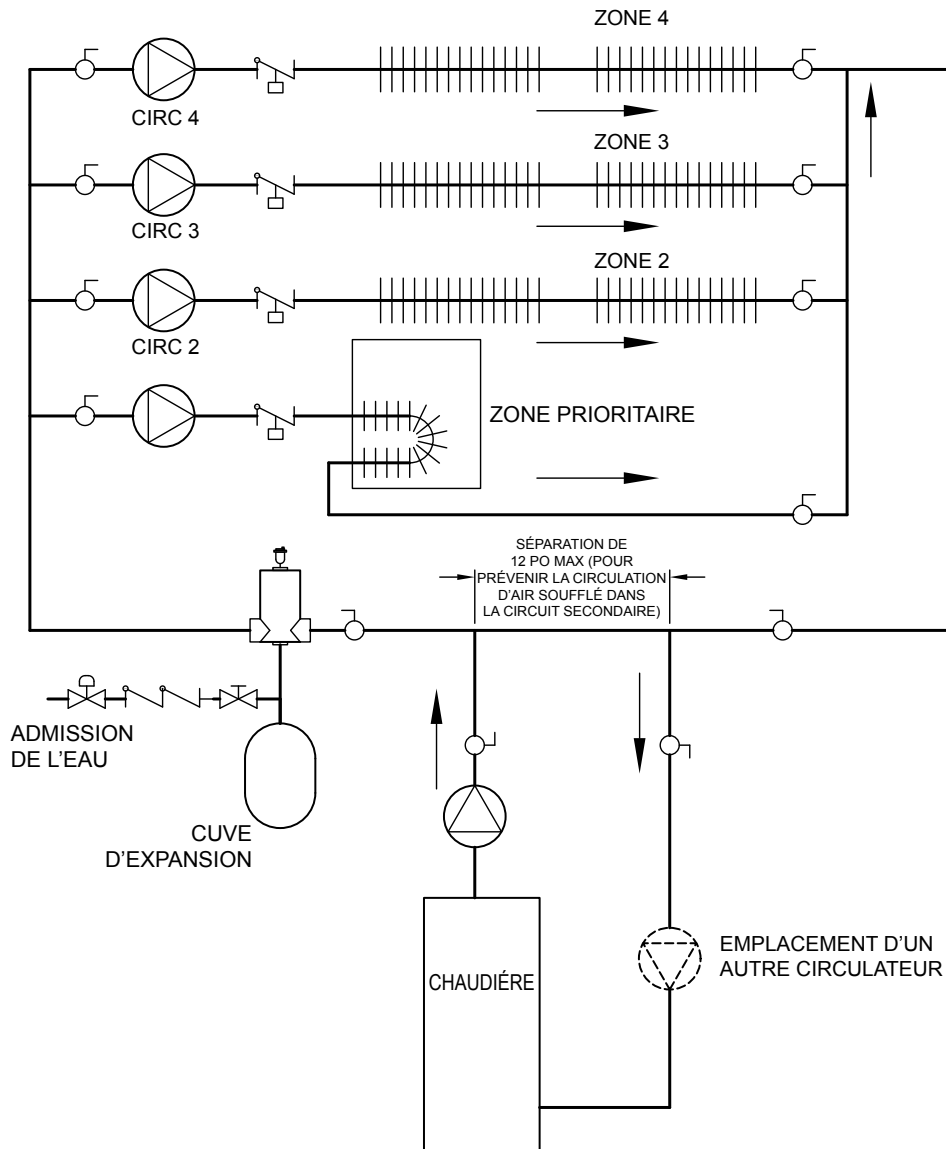 ZONE 4
CIRC 4
ZONE 3
CIRC 3
ZONE 2
CIRC 2
ZONE PRIORITAIRE
SÉPARATION DE
12 PO MAX (POUR
PRÉVENIR LA CIRCULATION
D'AIR SOUFFLÉ DANS
LA CIRCUIT SECONDAIRE)
ADMISSION
DE L'EAU
CUVE
D'EXPANSION
CHAUDIÉRE
EMPLACEMENT D'UN
AUTRE CIRCULATEUR